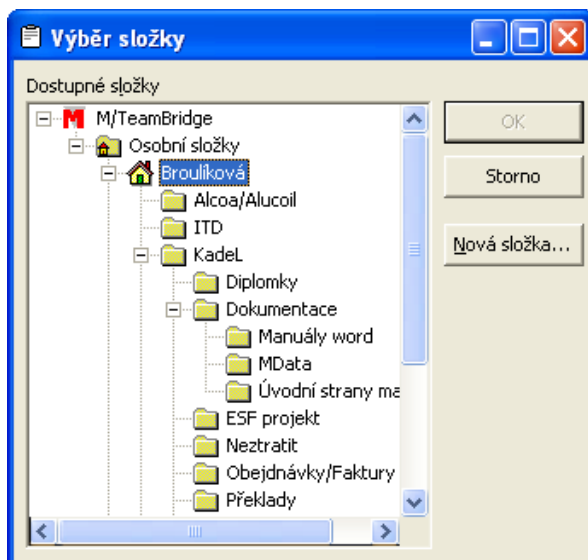 Výběr složky
Dostupné složky
M/TeamBridge
OK
Osobní složky
Broulíková
Storno
Alcoa/Alucoil
ITD
Nová složka...
KadeL
Diplomky
Dokumentace
Manuály word
MData
Úvodní strany ma
ESF projekt
Neztratit
Obejdnávky/Faktury
Překlady